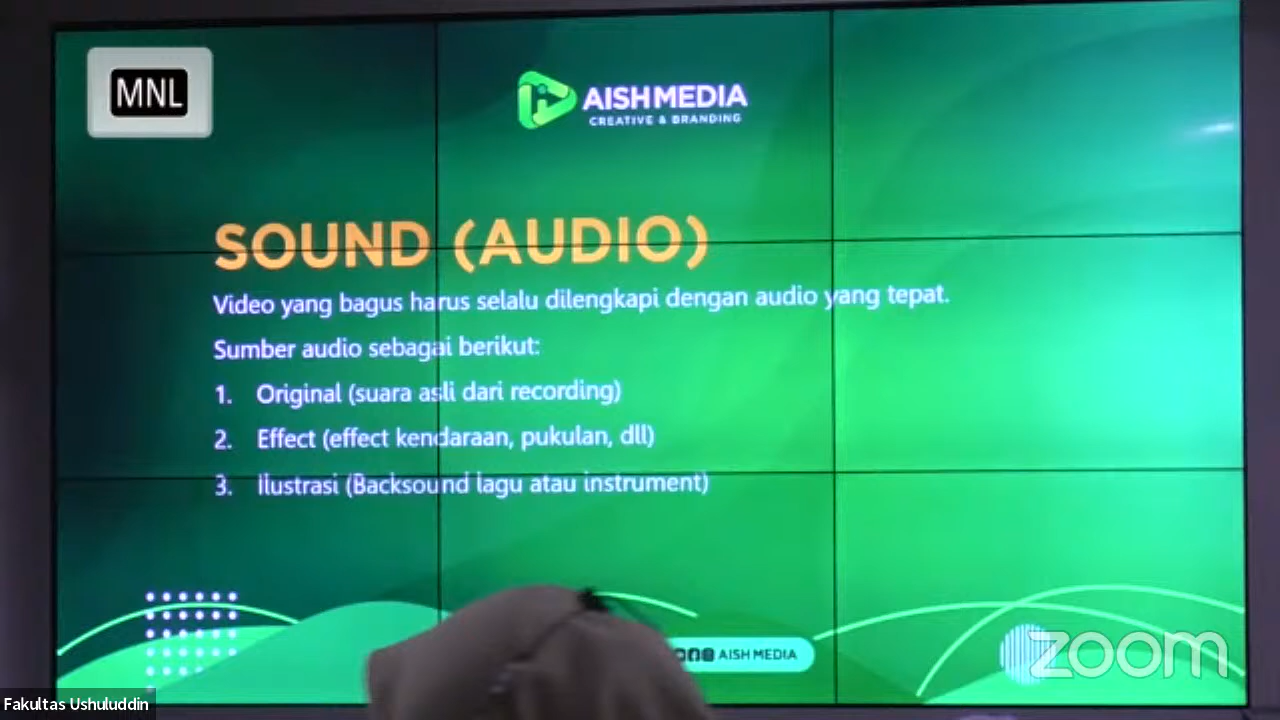 MNL
AISHMEDIA
CREATIVE & BRANDING
SOUND (AUDIO)
Video yang bagus harus selalu dilengkapi dengan audio yang tepat.
Sumber audio sebagai berikut:
1. Original (suara asli dari recording)
2. Effect (effect kendaraan, pukulan, dll)
3. Ilustrasi (Backsound lagu atau instrument)
AISH MEDIA
zoom
Fakultas Ushuluddin